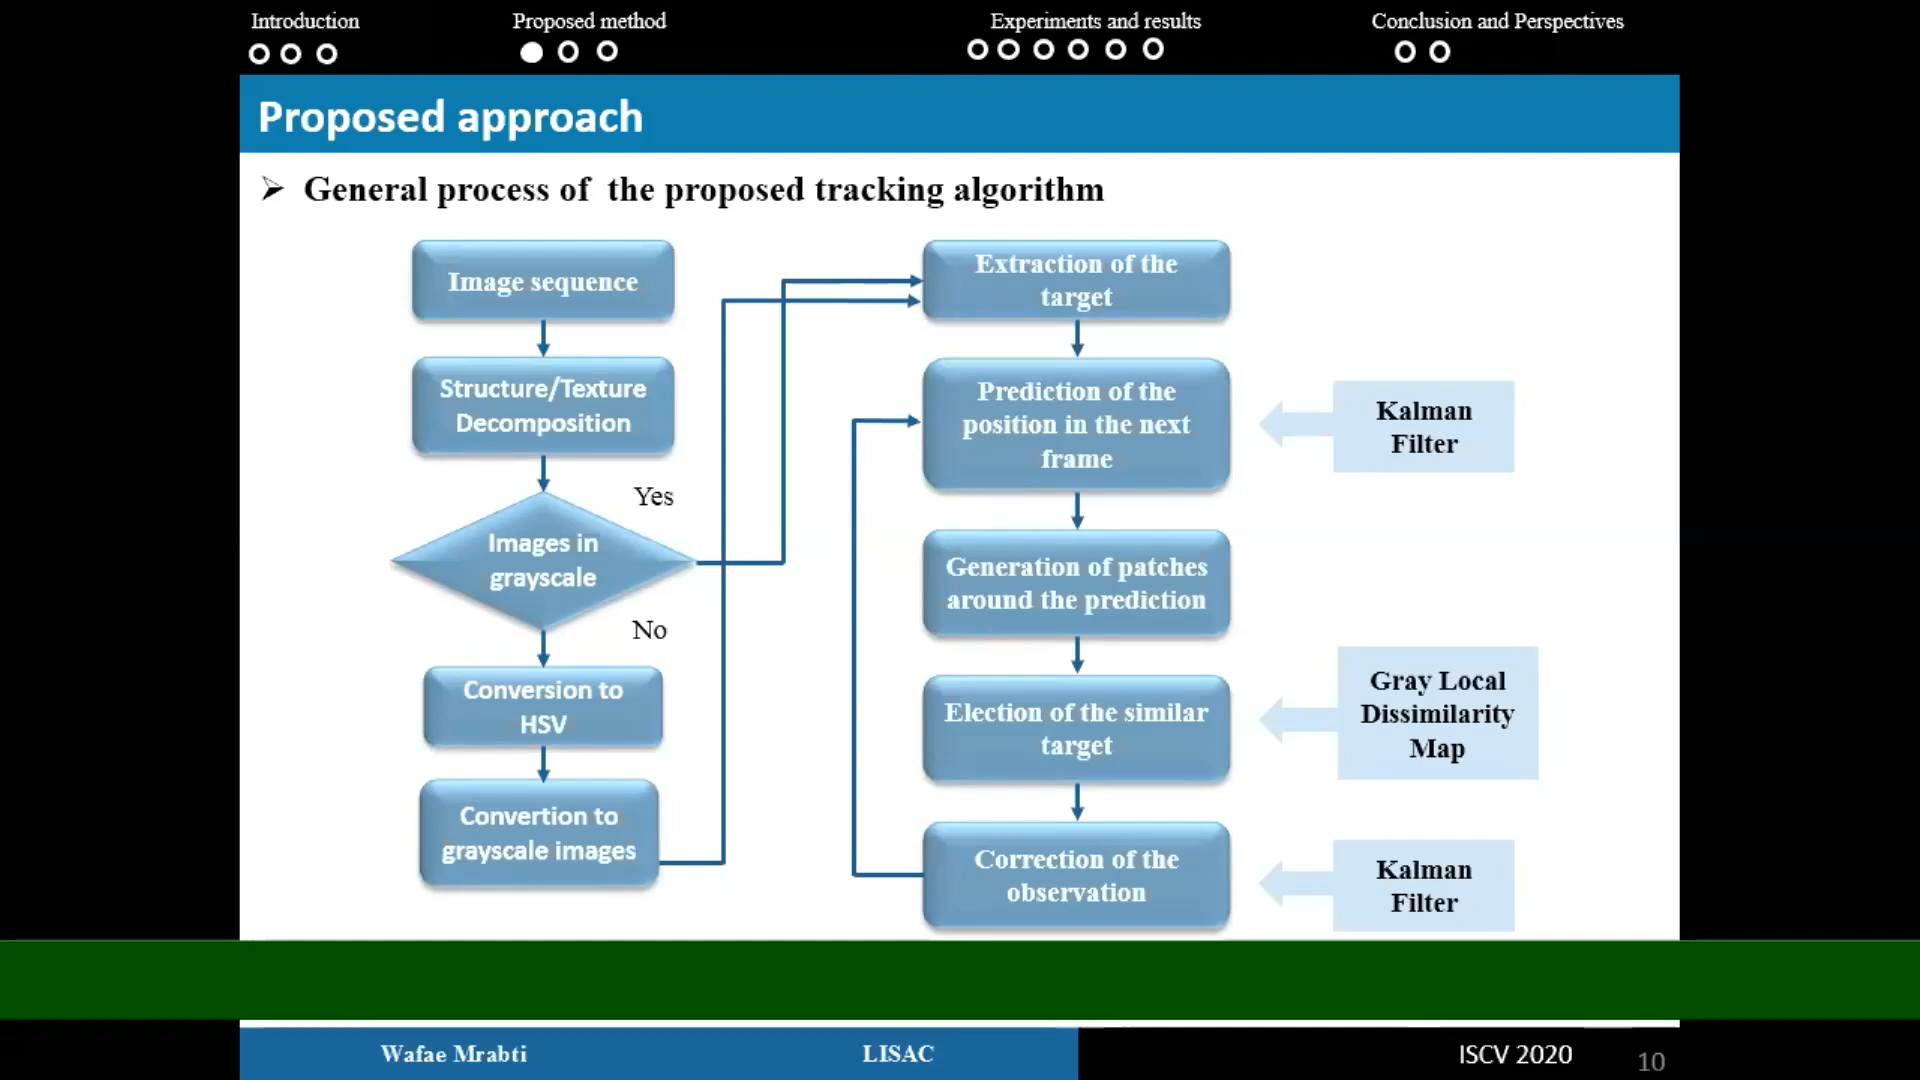 Introduction
Proposed method
Experiments and results
Conclusion and Perspectives
Proposed approach
General process of the proposed tracking algorithm
Image sequence
Structure/Texture
Decomposition
Yes
Images in
grayscale
No
Conversion to
HSV
Convertion to
grayscale images
Extraction of the
target
Prediction of the
position in the next
frame
Kalman
Filter
Generation of patches
around the prediction
Election of the similar
target
Gray Local
Dissimilarity
Map
Correction of the
observation
Kalman
Filter
Wafae Mrabti
LISAC
ISCV 2020
10